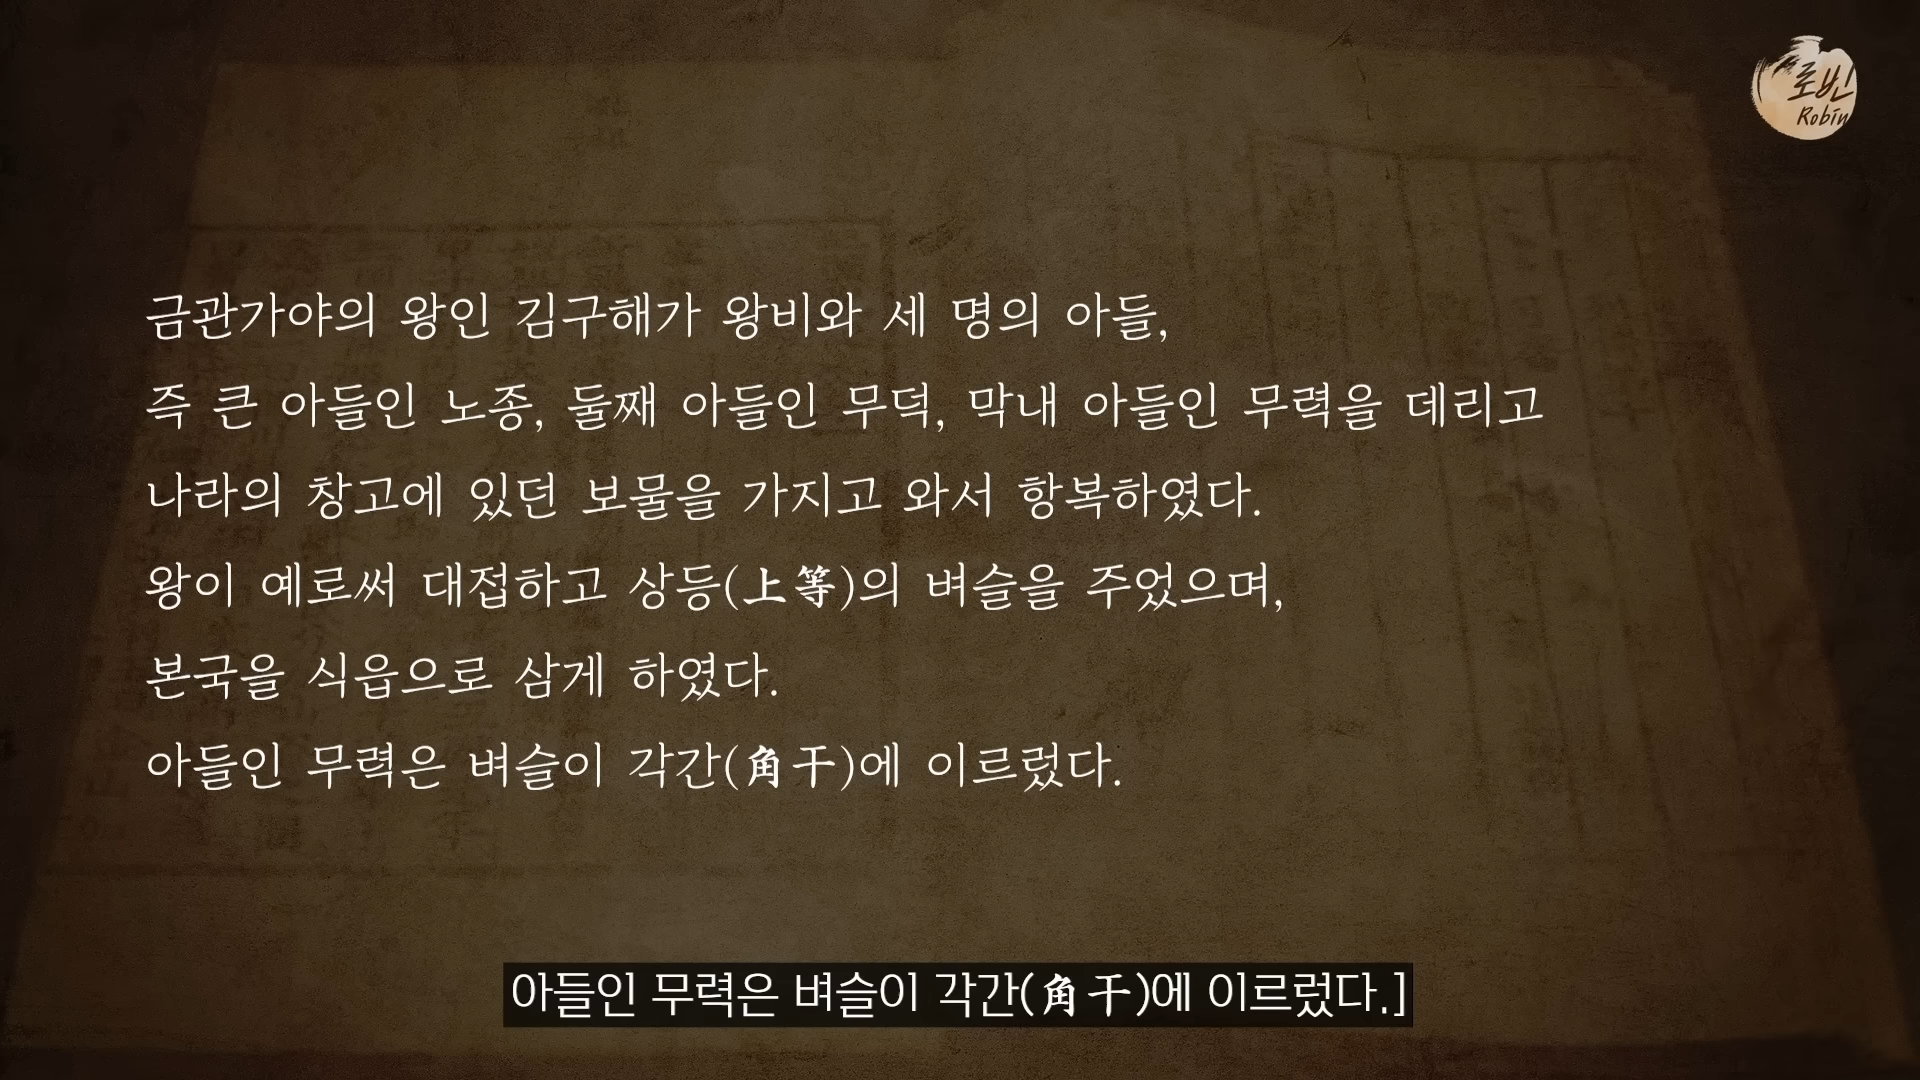 로빈
Robin
금관가야의 왕인 김구해가 왕비와 세 명의 아들,
즉 큰 아들인 노종, 둘째 아들인 무덕, 막내 아들인 무력을 데리고
나라의 창고에 있던 보물을 가지고 와서 항복하였다.
왕이 예로써 대접하고 상등(上等)의 벼슬을 주었으며,
본국을 식읍으로 삼게 하였다.
아들인 무력은 벼슬이 각간(角干)에 이르렀다.
아들인 무력은 벼슬이 각간(角干)에 이르렀다.]